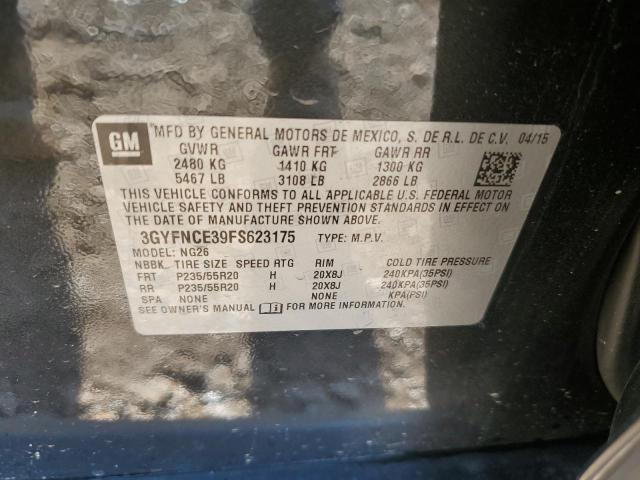 GM MFD BY GENERAL MOTORS DE MEXICO, S. DE R.L. DE C.V. 04/15
GVWR GAWR FRT GAWR RR
2480 KG 1410 KG 1300 KG
5467 LB 3108 LB 2866 LB
THIS VEHICLE CONFORMS TO ALL APPLICABLE U.S. FEDERAL MOTOR
VEHICLE SAFETY AND THEFT PREVENTION STANDARDS IN EFFECT ON
THE DATE OF MANUFACTURE SHOWN ABOVE.
3GYFNCE39FS623175 TYPE: M.P.V.
MODEL: NG26
NBBK TIRE SIZE SPEED RTG RIM COLD TIRE PRESSURE
FRT P235/55R20 H 20X8J 240KPA(35PSI)
RR P235/55R20 H 20X8J 240KPA(35PSI)
SPA NONE NONE KPA(PSI)
SEE OWNER'S MANUAL FOR MORE INFORMATION.